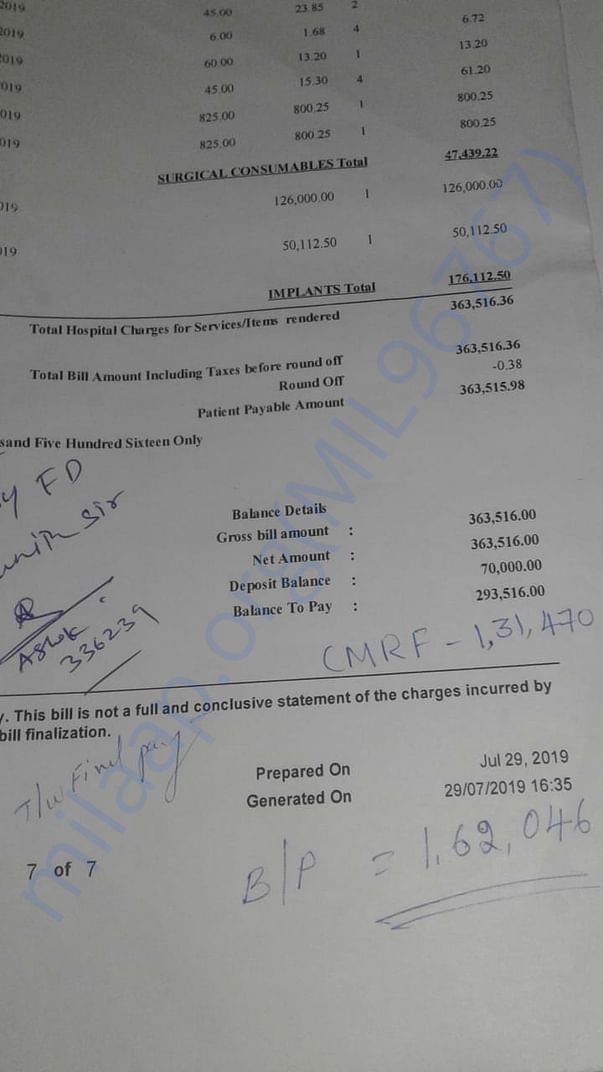 2019 45.00 23.85 2
2019 6.00 1.68 4 6.72
2019 60.00 13.20 1 13.20
019 45.00 15.30 4 61.20
019 825.00 800.25 1 800.25
019 825.00 800.25 1 800.25
SURGICAL CONSUMABLES Total 47,439.22
019 126,000.00 1 126,000.00
019 50,112.50 1 50,112.50
IMPLANTS Total 176,112.50
Total Hospital Charges for Services/Items rendered 363,516.36
Total Bill Amount Including Taxes before round off 363,516.36
Round Off -0.38
Patient Payable Amount 363,515.98
sand Five Hundred Sixteen Only
y FD
Sir
Balance Details
Gross bill amount : 363,516.00
Net Amount : 363,516.00
Deposit Balance : 70,000.00
Balance To Pay : 293,516.00
Ashok
336239
CMRF - 1,31,470
y. This bill is not a full and conclusive statement of the charges incurred by
bill finalization.
T/w Final pay
Prepared On Jul 29, 2019
Generated On 29/07/2019 16:35
7 of 7
B/P = 1,62,046
milaap.org(MIL96767)